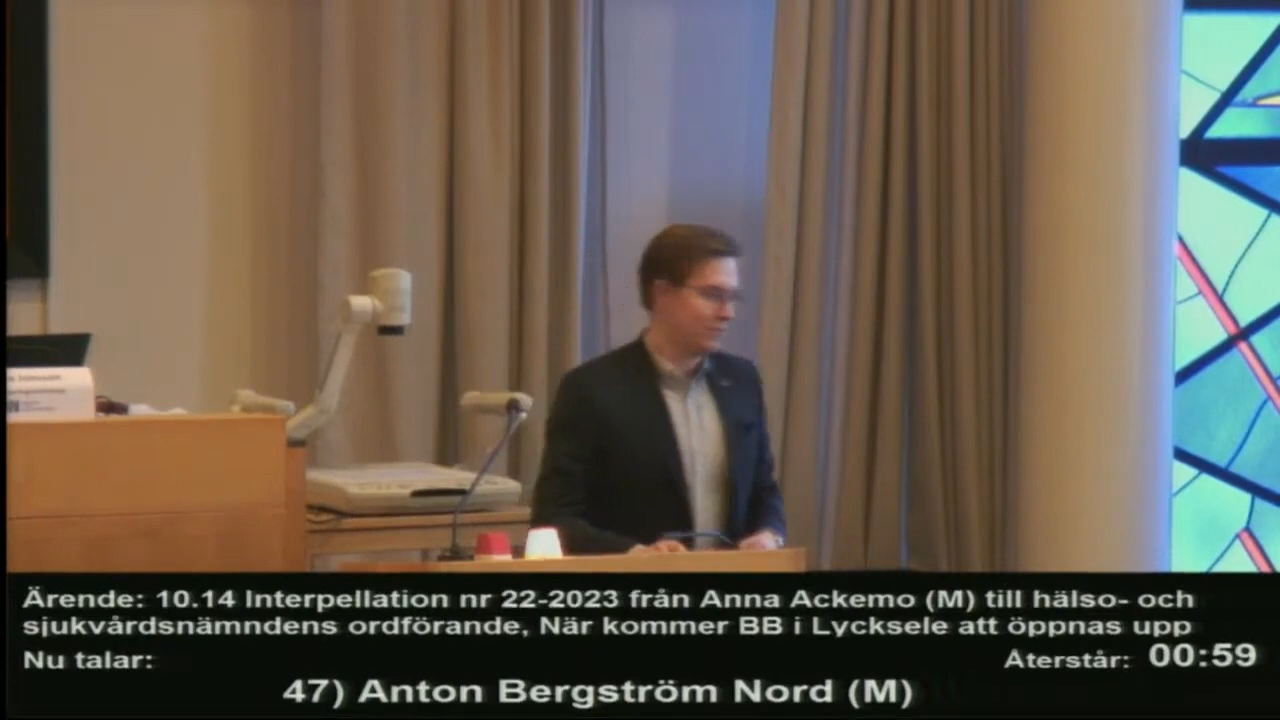 Ärende: 10.14 Interpellation nr 22-2023 från Anna Ackemo (M) till hälso- och
sjukvårdsnämndens ordförande, När kommer BB i Lycksele att öppnas upp
Nu talar:
Återstår: 00:59
47) Anton Bergström Nord (M)